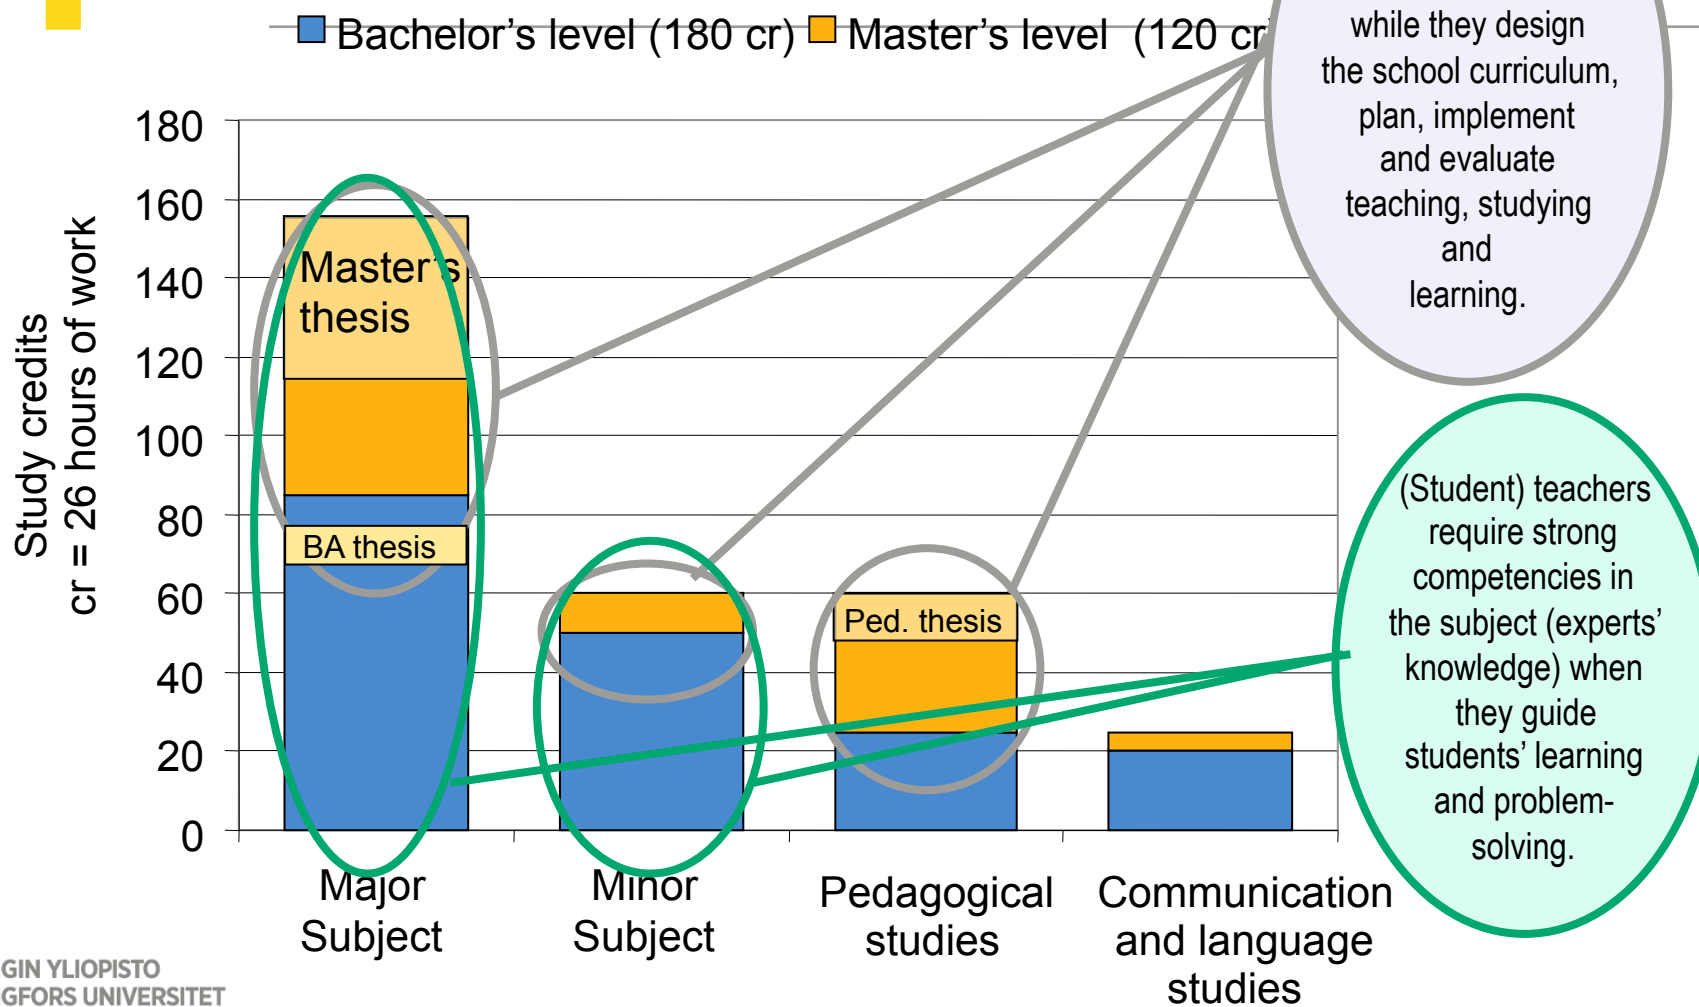 Bachelor's level (180 cr)
Master's level (120 cr)
while they design
the school curriculum,
plan, implement
and evaluate
teaching, studying
and
learning.
180
160
140
120
100
80
60
40
20
0
Study credits
cr = 26 hours of work
Master's
thesis
BA thesis
Ped. thesis
(Student) teachers
require strong
competencies in
the subject (experts'
knowledge) when
they guide
students' learning
and problem-
solving.
Major
Subject
Minor
Subject
Pedagogical
studies
Communication
and language
studies
GIN YLIOPISTO
GFORS UNIVERSITET